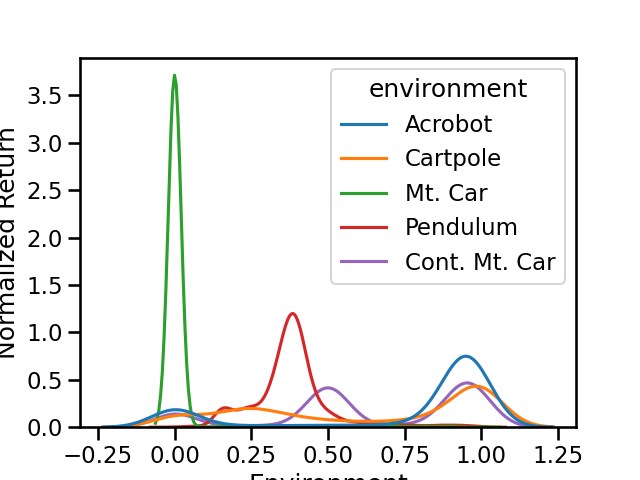 environment
Acrobot
Cartpole
Mt. Car
Pendulum
Cont. Mt. Car
Normalized Return
3.5
3.0
2.5
2.0
1.5
1.0
0.5
0.0
−0.25 0.00 0.25 0.50 0.75 1.00 1.25
Environment